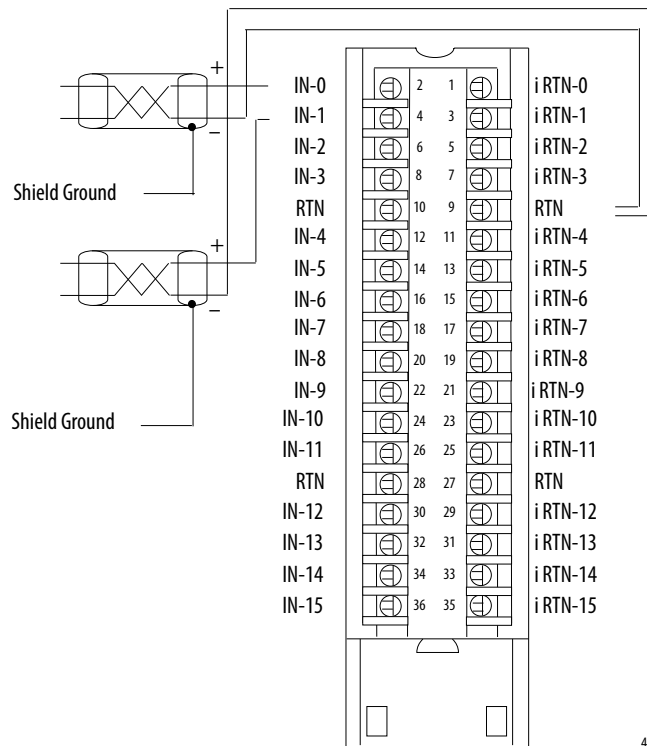 +
IN-0 2 1 i RTN-0
IN-1 4 3 i RTN-1
–
IN-2 6 5 i RTN-2
IN-3 8 7 i RTN-3
Shield Ground
RTN 10 9 RTN
+
IN-4 12 11 i RTN-4
IN-5 14 13 i RTN-5
IN-6 16 15 i RTN-6
–
IN-7 18 17 i RTN-7
IN-8 20 19 i RTN-8
IN-9 22 21 i RTN-9
Shield Ground
IN-10 24 23 i RTN-10
IN-11 26 25 i RTN-11
RTN 28 27 RTN
IN-12 30 29 i RTN-12
IN-13 32 31 i RTN-13
IN-14 34 33 i RTN-14
IN-15 36 35 i RTN-15
4